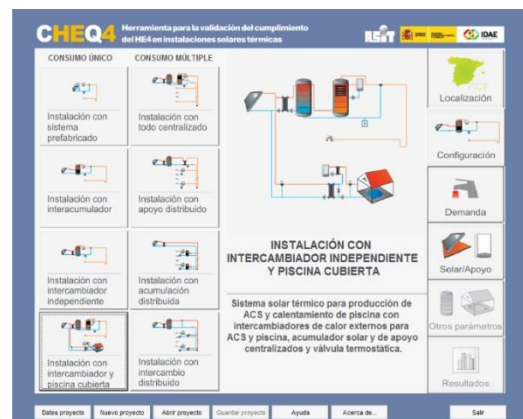 CHEQ4
Herramienta para la validación del cumplimiento
del HE4 en instalaciones solares térmicas
ASIT
IDAE
CONSUMO ÚNICO
CONSUMO MÚLTIPLE
Instalación con
sistema
prefabricado
Instalación con
todo centralizado
Instalación con
interacumulador
Instalación con
apoyo distribuido
Instalación con
intercambiador
independiente
Instalación con
acumulación
distribuida
Instalación con
intercambiador y
piscina cubierta
Instalación con
intercambio
distribuido
INSTALACIÓN CON
INTERCAMBIADOR INDEPENDIENTE
Y PISCINA CUBIERTA
Sistema solar térmico para producción de
ACS y calentamiento de piscina con
intercambiadores de calor externos para
ACS y piscina, acumulador solar y de apoyo
centralizados y válvula termostática.
Localización
Configuración
Demanda
Solar/Apoyo
Otros parámetros
Resultados
Datos proyecto
Nuevo proyecto
Abrir proyecto
Guardar proyecto
Ayuda
Acerca de...
Salir